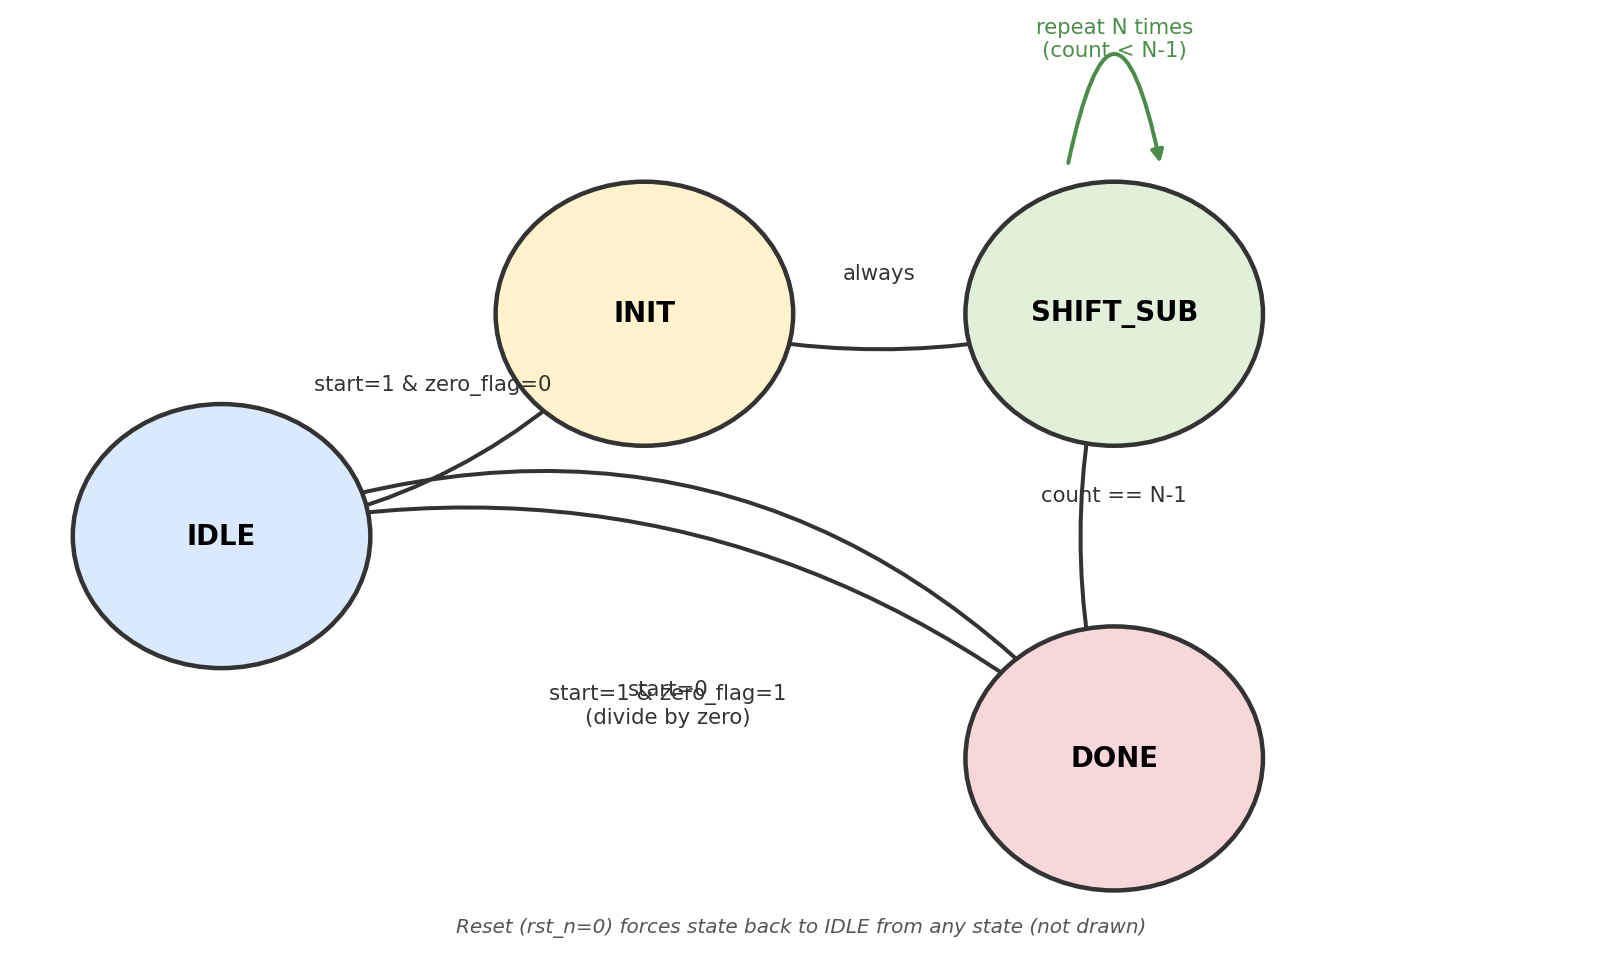 repeat N times
(count < N-1)
always
INIT
SHIFT_SUB
start=1 & zero_flag=0
IDLE
count == N-1
start=0
start=1 & zero_flag=1
(divide by zero)
DONE
Reset (rst_n=0) forces state back to IDLE from any state (not drawn)